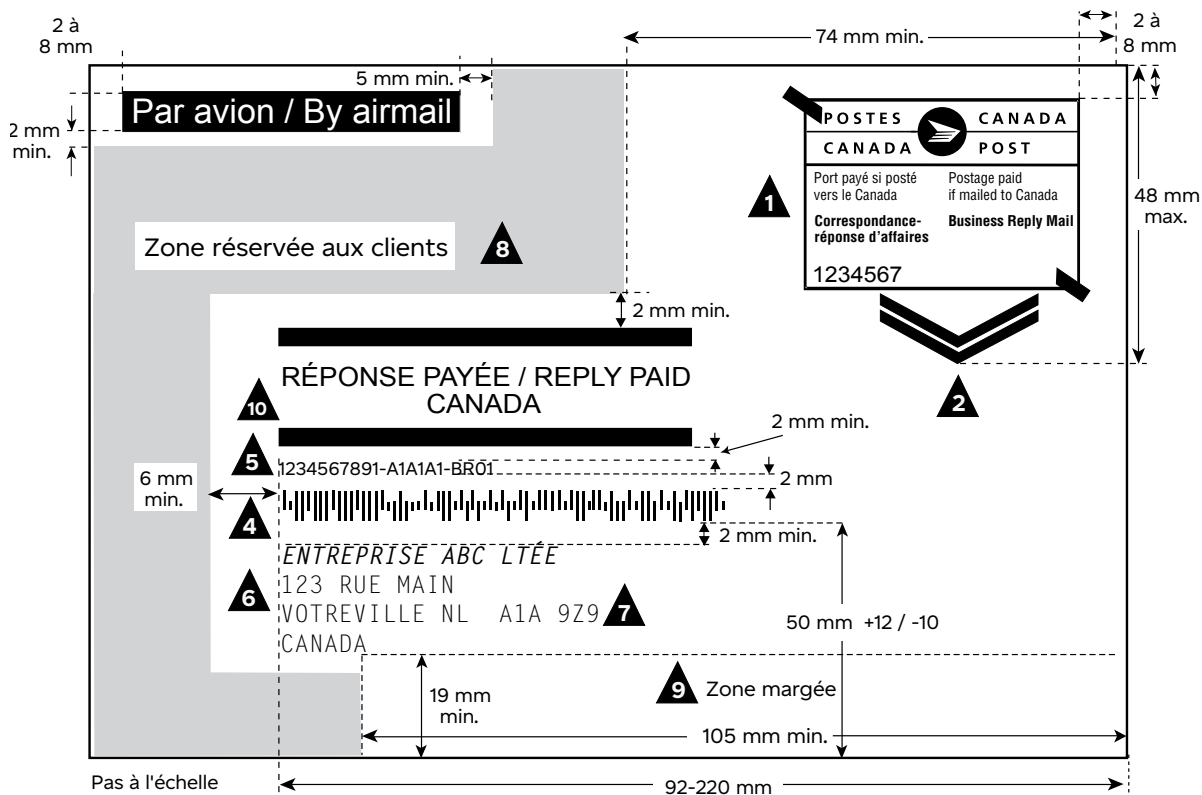 2 à
8 mm
74 mm min.
2 à
8 mm
5 mm min.
Par avion / By airmail
2 mm
min.
POSTES CANADA
CANADA POST
Port payé si posté
vers le Canada
Postage paid
if mailed to Canada
Correspondance-
réponse d'affaires
Business Reply Mail
1234567
1
48 mm
max.
Zone réservée aux clients
8
2 mm min.
2
RÉPONSE PAYÉE / REPLY PAID
CANADA
10
2 mm min.
5
1234567891-A1A1A1-BR01
2 mm
6 mm
min.
4
2 mm min.
ENTREPRISE ABC LTÉE
123 RUE MAIN
VOTREVILLE NL A1A 9Z9
CANADA
6
7
50 mm +12 / -10
9
Zone margée
19 mm
min.
105 mm min.
Pas à l'échelle
92-220 mm